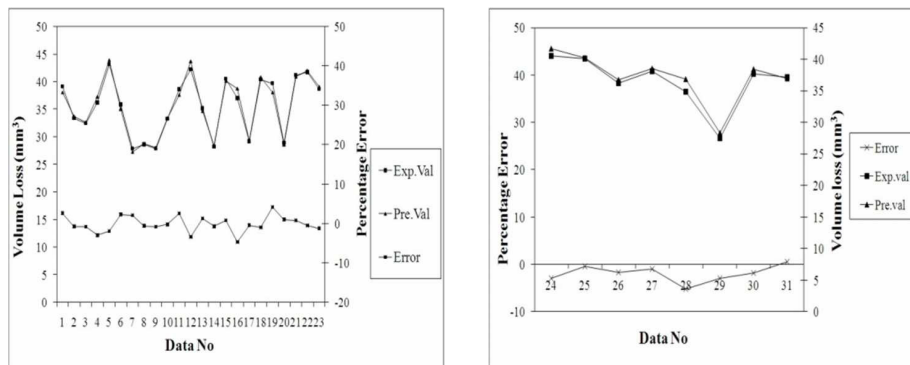 50
45
40
35
30
25
20
15
10
5
0
Volume Loss (mm³)
50
40
30
20
10
0
-10
-20
Percentage Error
1 2 3 4 5 6 7 8 9 10 11 12 13 14 15 16 17 18 19 20 21 22 23
Data No
Exp.Val
Pre.Val
Error
50
40
30
20
10
0
-10
Percentage Error
45
40
35
30
25
20
15
10
5
0
Volume loss (mm³)
24 25 26 27 28 29 30 31
Data No
Error
Exp.val
Pre.val